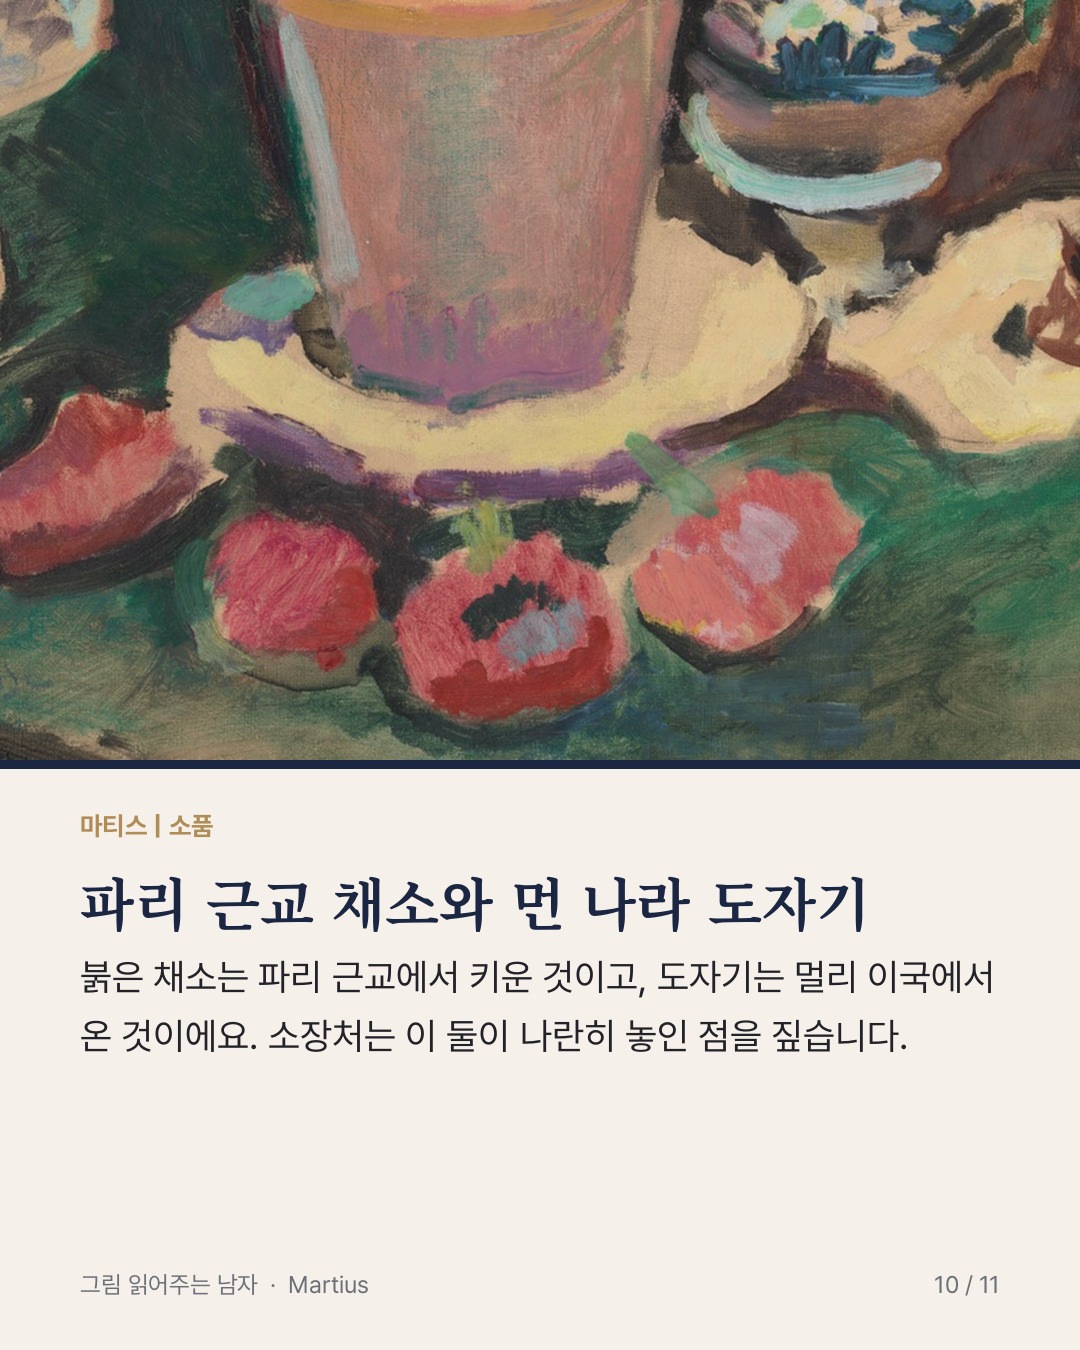 마티스 | 소품
파리 근교 채소와 먼 나라 도자기
붉은 채소는 파리 근교에서 키운 것이고, 도자기는 멀리 이국에서
온 것이에요. 소장처는 이 둘이 나란히 놓인 점을 짚습니다.
그림 읽어주는 남자 · Martius
10 / 11